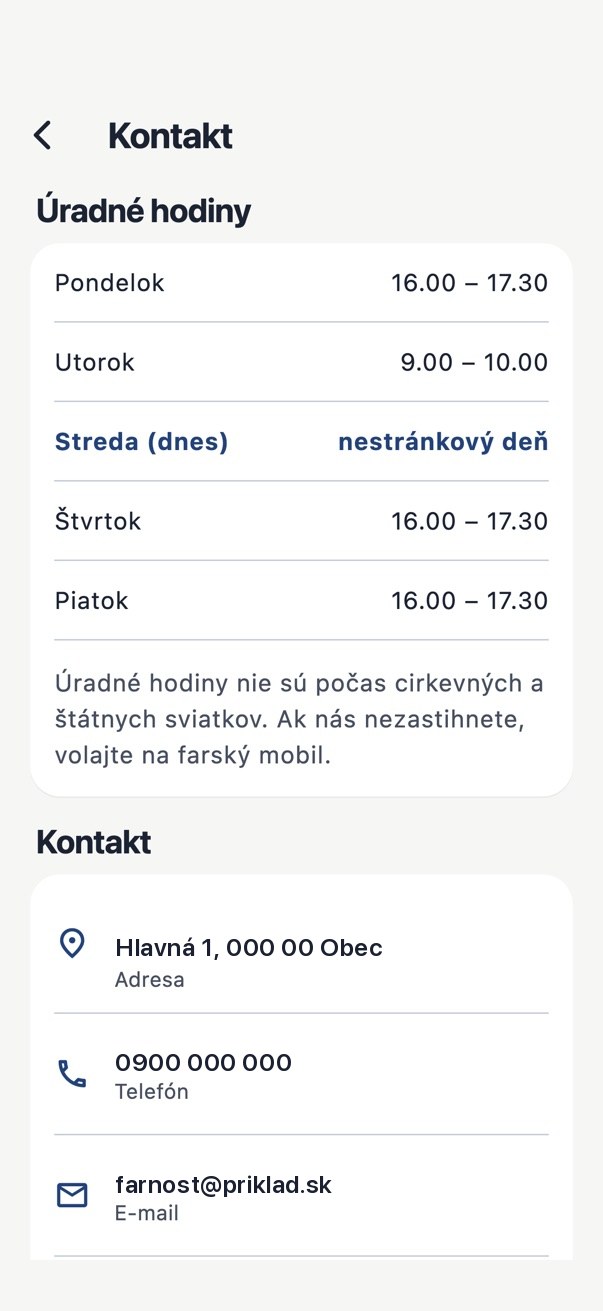 Kontakt
Úradné hodiny
Pondelok 16.00 – 17.30
Utorok 9.00 – 10.00
Streda (dnes) nestránkový deň
Štvrtok 16.00 – 17.30
Piatok 16.00 – 17.30
Úradné hodiny nie sú počas cirkevných a
štátnych sviatkov. Ak nás nezastihnete,
volajte na farský mobil.
Kontakt
Hlavná 1, 000 00 Obec
Adresa
0900 000 000
Telefón
farnost@priklad.sk
E-mail